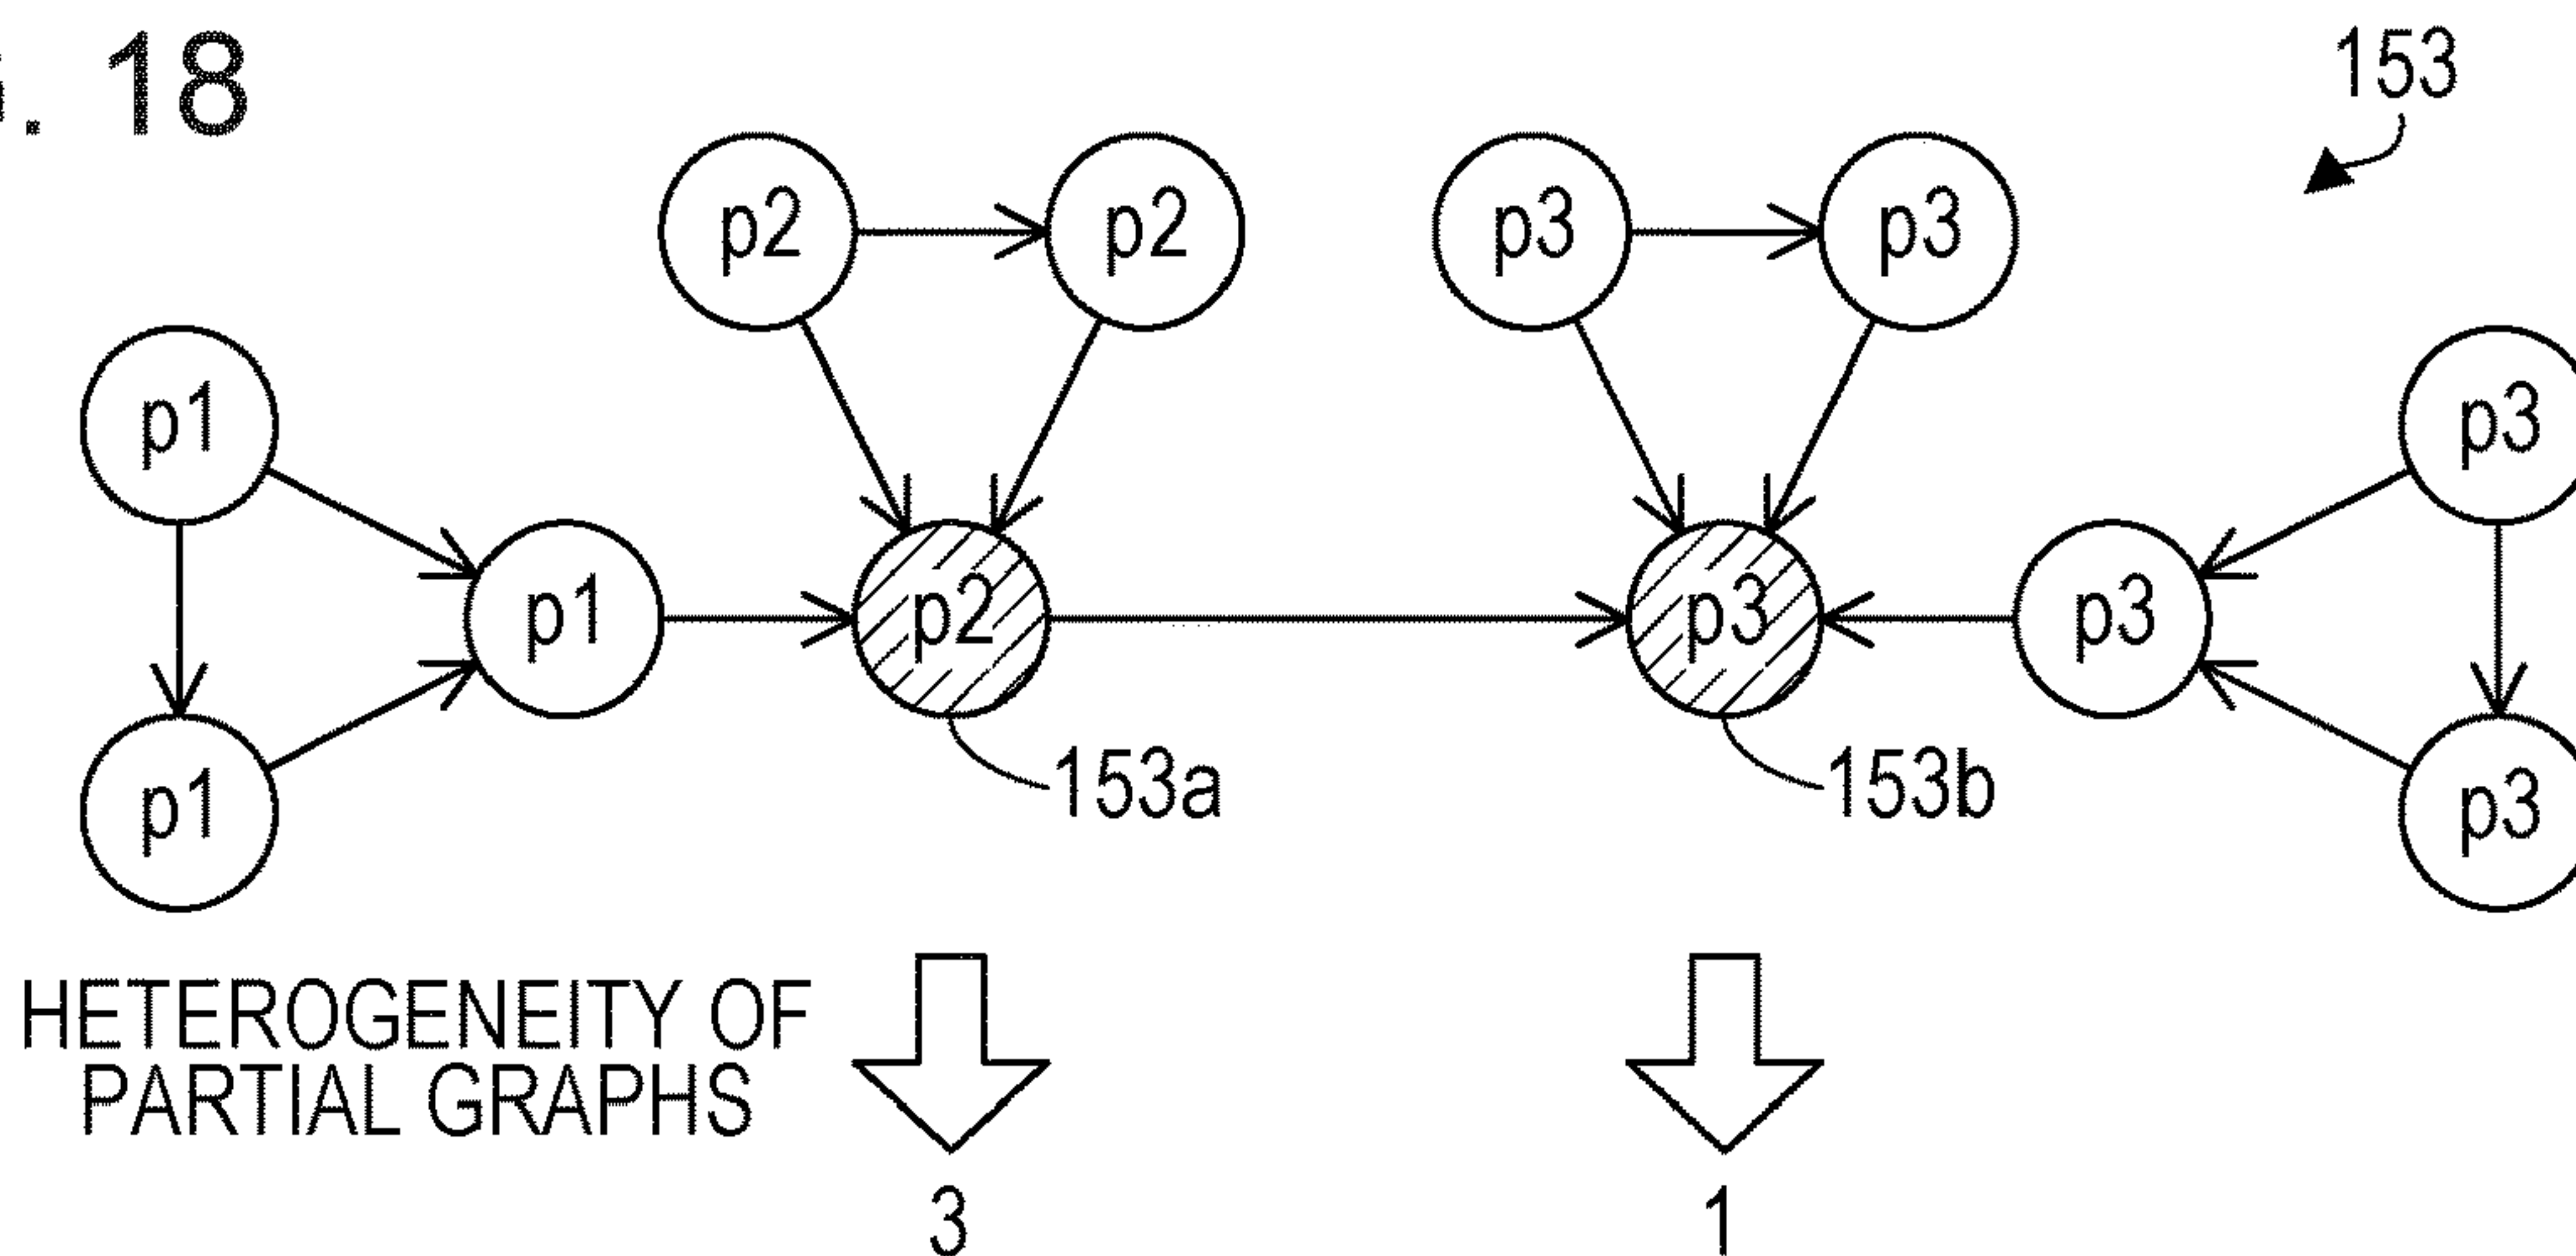 . 18
153
p2
p2
p3
p3
p1
p3
p1
p2
p3
p3
p1
153a
153b
p3
HETEROGENEITY OF
PARTIAL GRAPHS
3
1